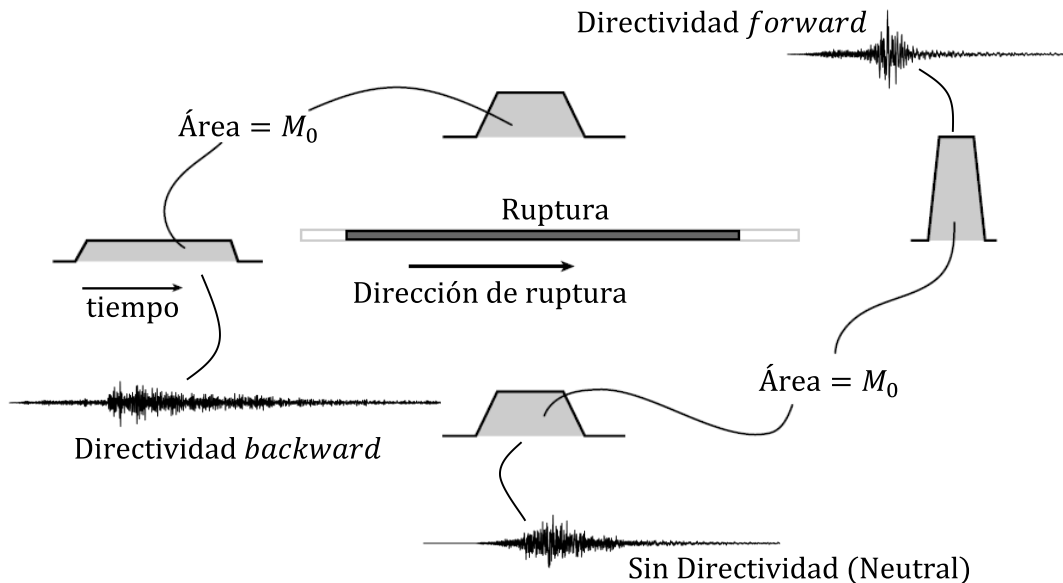 Directividad forward
Área = M₀
Ruptura
Dirección de ruptura
tiempo
Área = M₀
Directividad backward
Sin Directividad (Neutral)